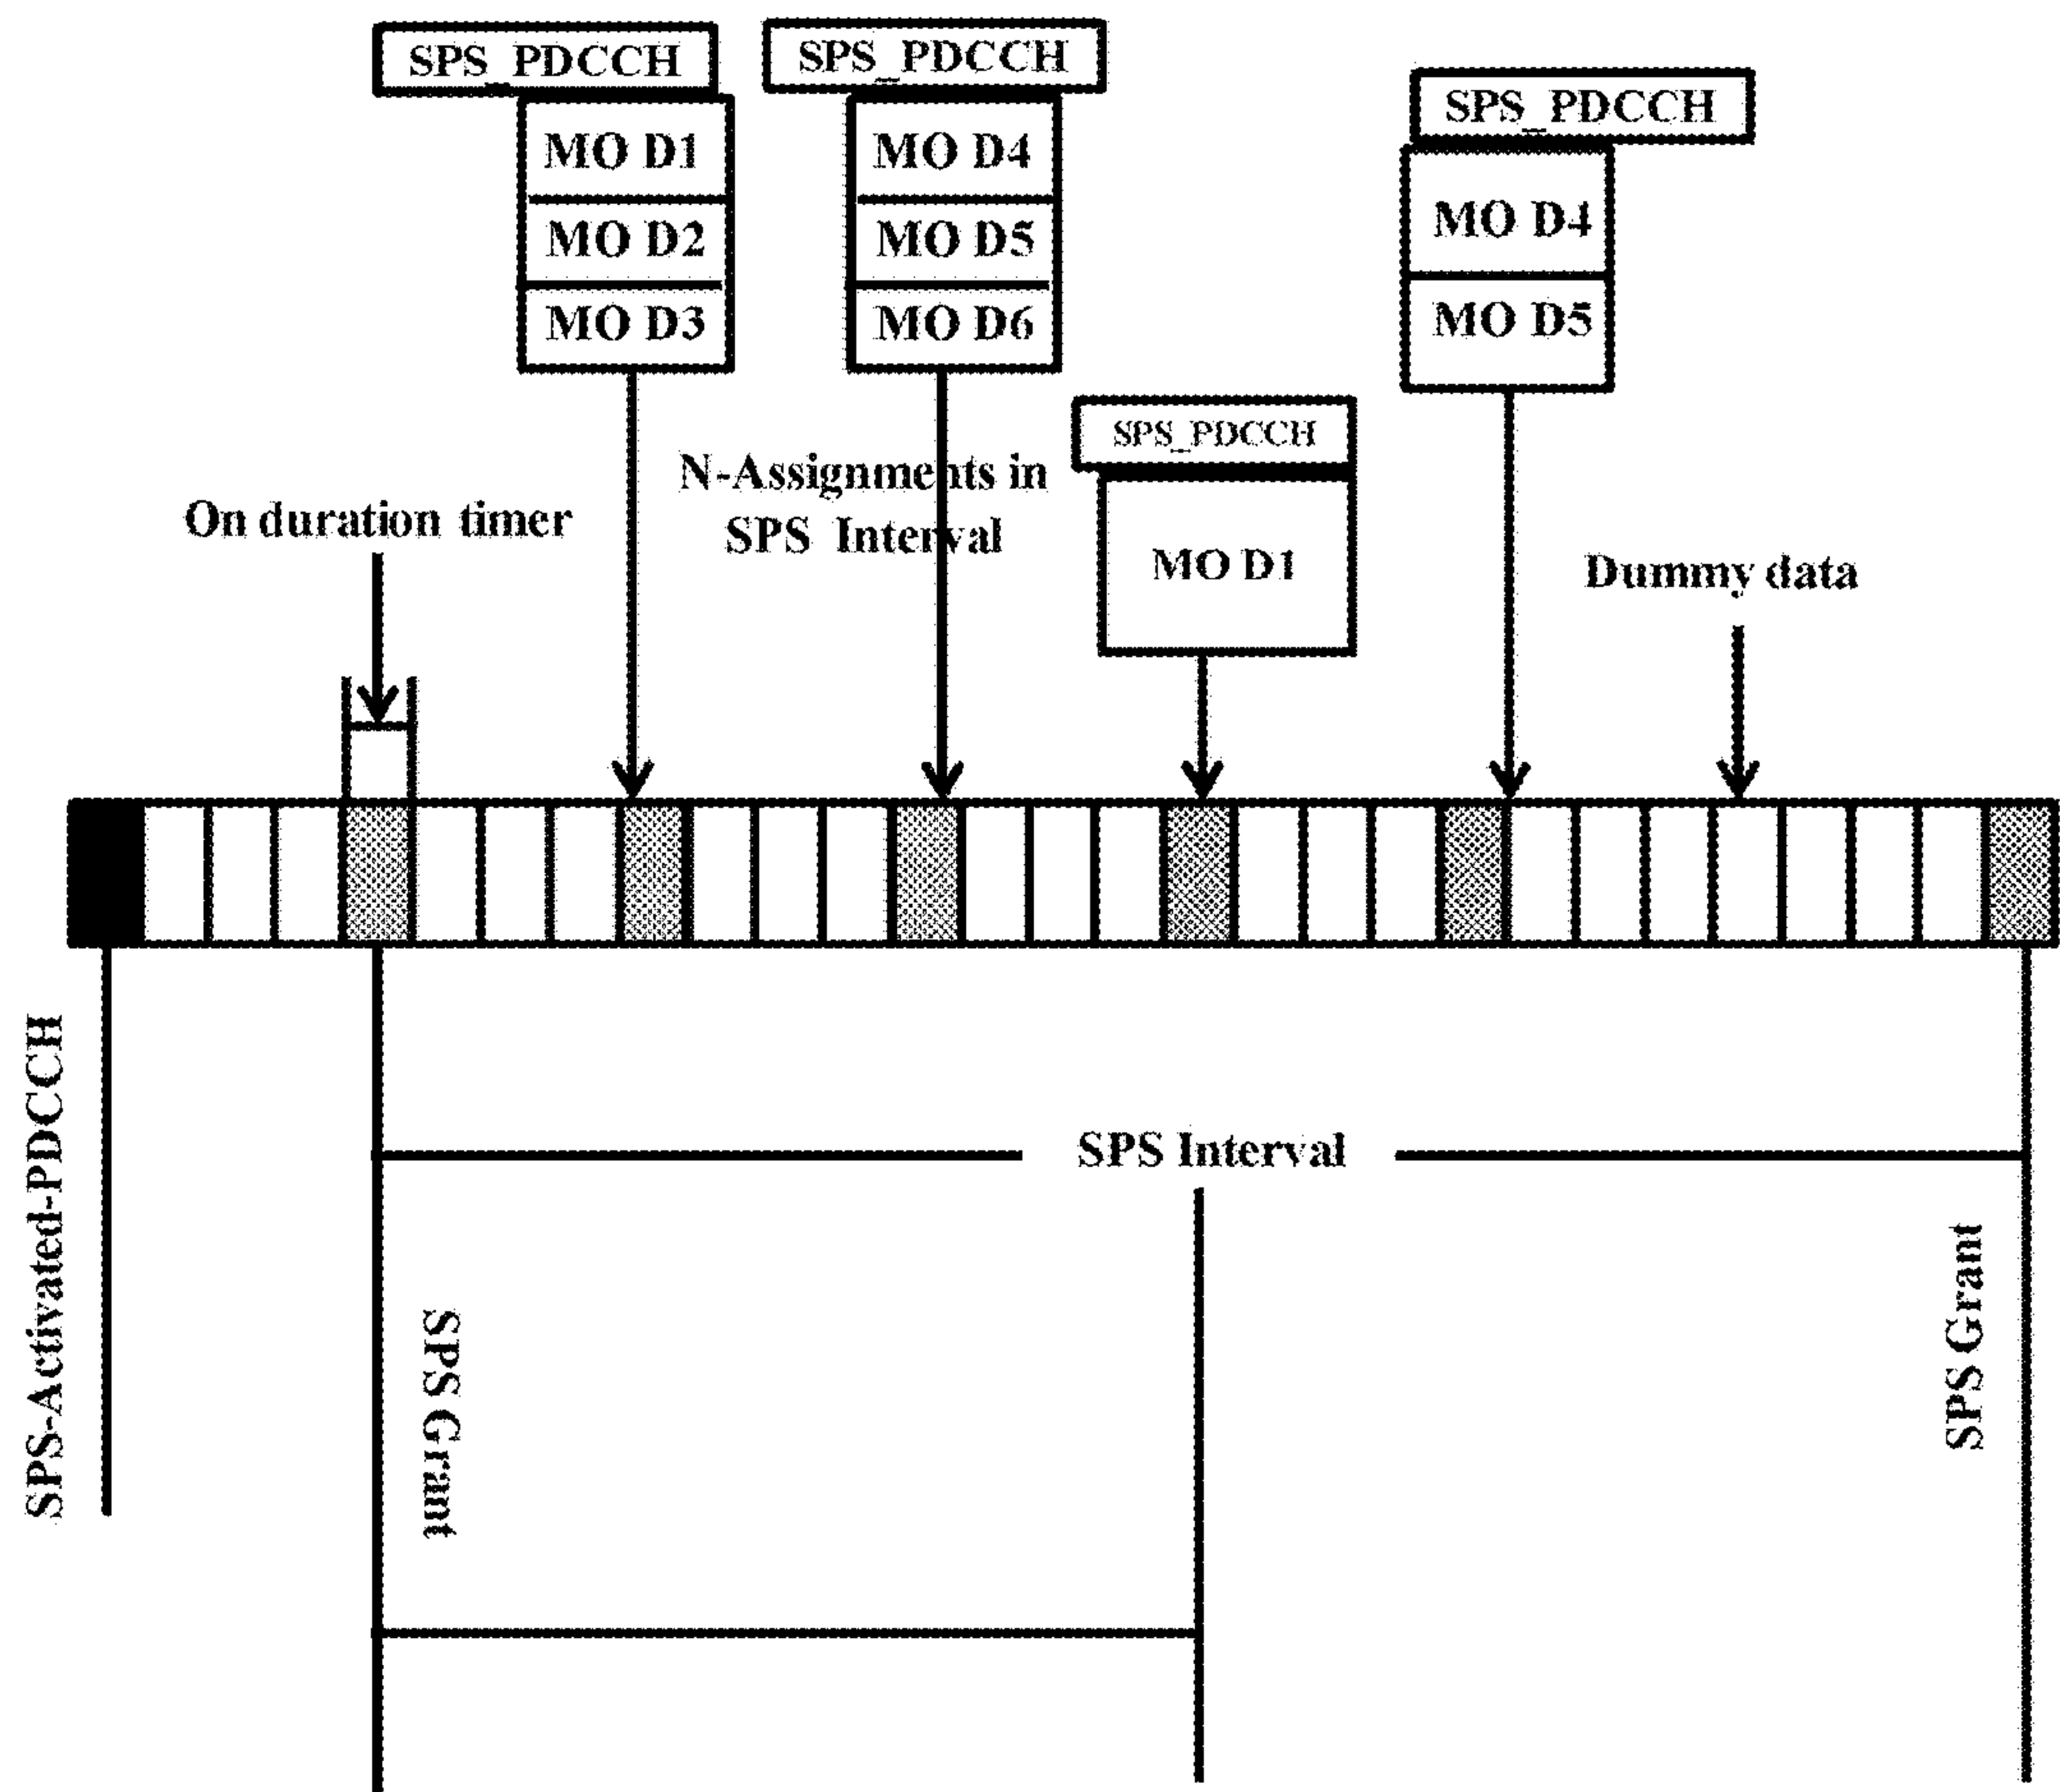 SPS_PDCCH
MO D1
MO D2
MO D3
SPS_PDCCH
MO D4
MO D5
MO D6
SPS_PDCCH
MO D4
MO D5
SPS_PDCCH
MO D1
On duration timer
N-Assignments in
SPS Interval
Dummy data
SPS-Activated-PDCCH
SPS Interval
SPS Grant
SPS Grant